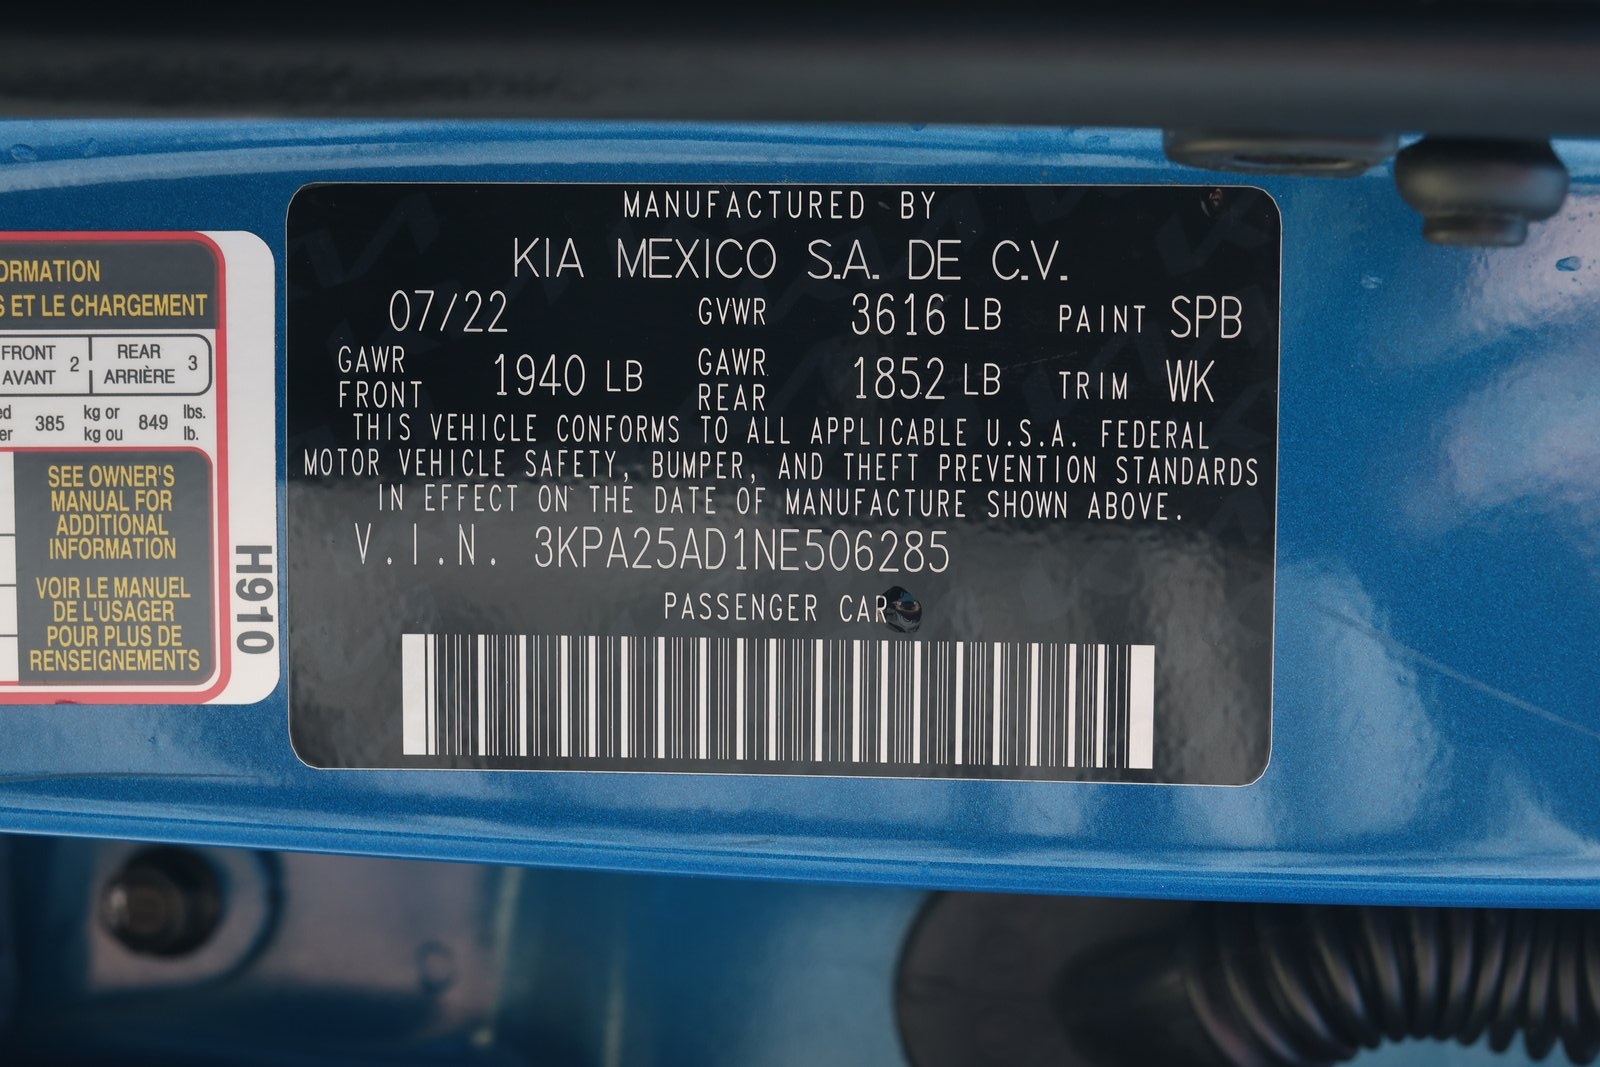 MANUFACTURED BY
KIA MEXICO S.A. DE C.V.
07/22 GVWR 3616 LB PAINT SPB
GAWR FRONT 1940 LB GAWR REAR 1852 LB TRIM WK
THIS VEHICLE CONFORMS TO ALL APPLICABLE U.S.A. FEDERAL
MOTOR VEHICLE SAFETY, BUMPER, AND THEFT PREVENTION STANDARDS
IN EFFECT ON THE DATE OF MANUFACTURE SHOWN ABOVE.
V.I.N. 3KPA25AD1NE506285
PASSENGER CAR
ET LE CHARGEMENT
FRONT AVANT 2 REAR ARRIÈRE 3
385 kg or kg ou 849 lbs. lb.
SEE OWNER'S
MANUAL FOR
ADDITIONAL
INFORMATION
VOIR LE MANUEL
DE L'USAGER
POUR PLUS DE
RENSEIGNEMENTS
H910